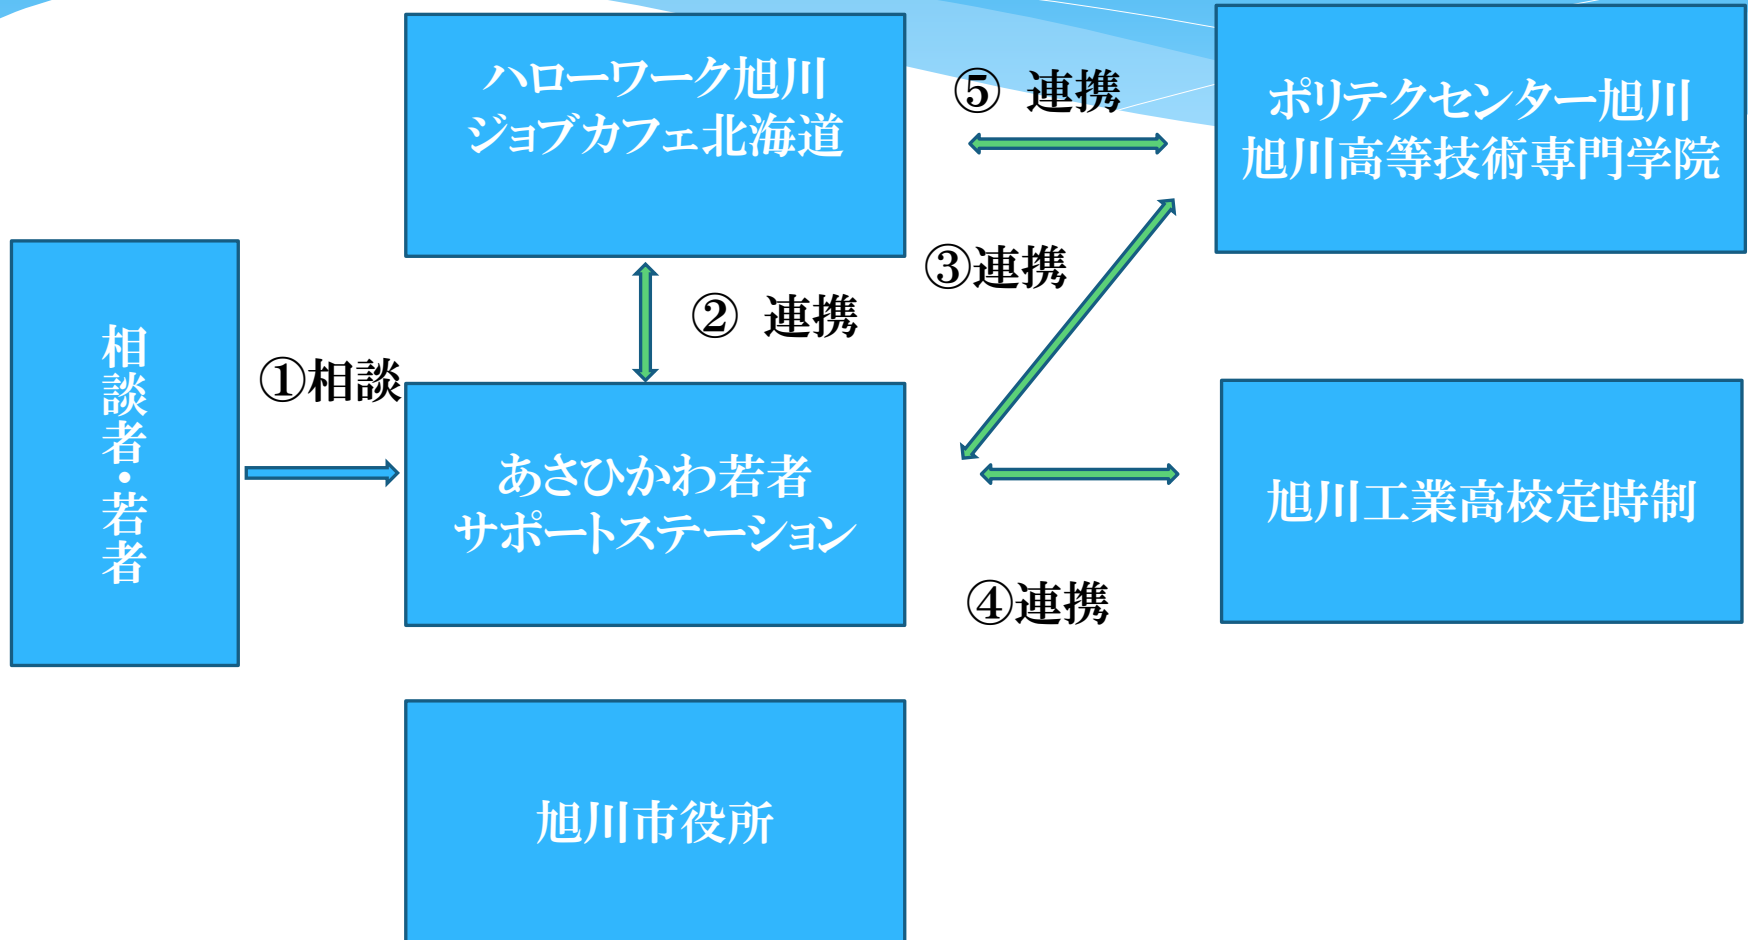 ハローワーク旭川
ジョブカフェ北海道
⑤ 連携
ポリテクセンター旭川
旭川高等技術専門学院
③連携
② 連携
相談者・若者
①相談
あさひかわ若者
サポートステーション
旭川工業高校定時制
④連携
旭川市役所